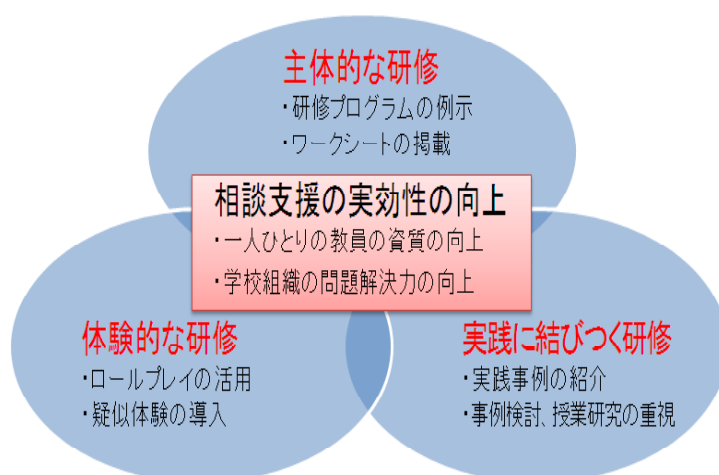 主体的な研修
・研修プログラムの例示
・ワークシートの掲載
相談支援の実効性の向上
・一人ひとりの教員の資質の向上
・学校組織の問題解決力の向上
体験的な研修
・ロールプレイの活用
・疑似体験の導入
実践に結びつく研修
・実践事例の紹介
・事例検討、授業研究の重視